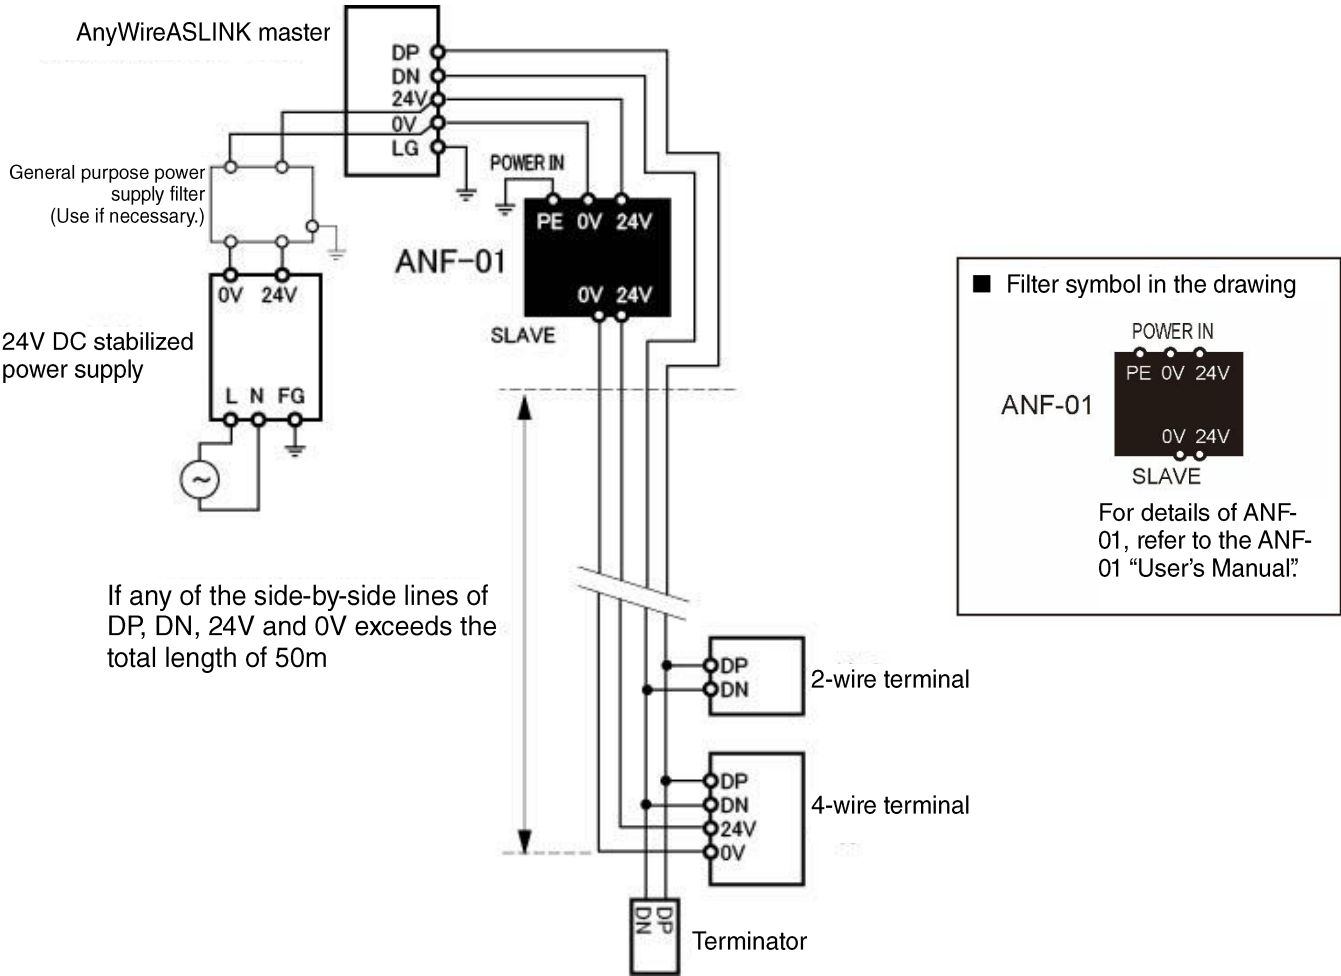 AnyWireASLINK master
DP
DN
24V
0V
LG
General purpose power
supply filter
(Use if necessary.)
POWER IN
PE 0V 24V
ANF-01
0V 24V
SLAVE
0V 24V
24V DC stabilized
power supply
L N FG
~
If any of the side-by-side lines of
DP, DN, 24V and 0V exceeds the
total length of 50m
DP
DN
2-wire terminal
DP
DN
24V
0V
4-wire terminal
DN
DP
Terminator
■ Filter symbol in the drawing
POWER IN
PE 0V 24V
ANF-01
0V 24V
SLAVE
For details of ANF-
01, refer to the ANF-
01 “User’s Manual”.